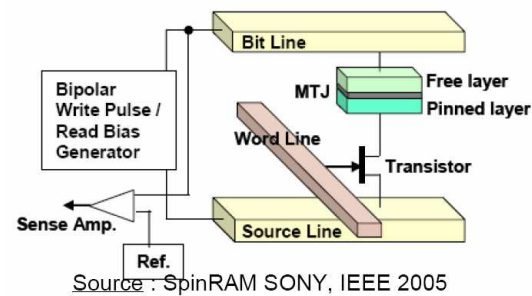 Bit Line
Free layer
MTJ
Pinned layer
Bipolar
Write Pulse /
Read Bias
Generator
Word Line
Transistor
Sense Amp.
Source Line
Ref.
Source : SpinRAM SONY, IEEE 2005